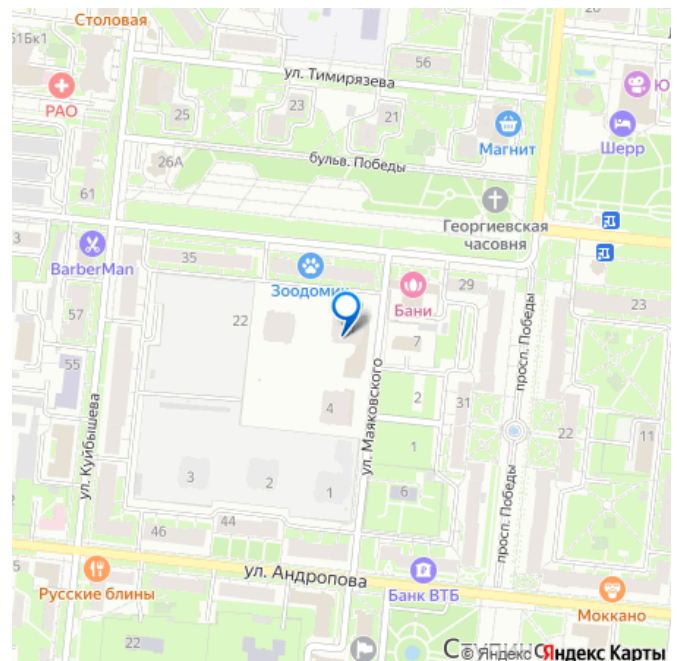 Столовая
51Бк1
56
ул. Тимирязева
РАО
25
23
21
Магнит
Шерр
26А
бульв. Победы
61
Георгиевская
часовня
3
BarberMan
35
Зоодомик
Бани
29
23
57
22
7
просп. Победы
55
ул. Куйбышева
4
ул. Маяковского
2
31
22
11
1
3
2
1
6
просп. Победы
46
44
ул. Андропова
Русские блины
Банк ВТБ
Моккано
22
Ступино
© Яндекс Яндекс Карты